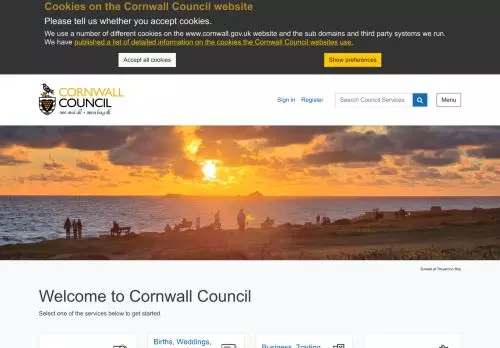 Cookies on the Cornwall Council website
Please tell us whether you accept cookies.
We use a number of different cookies on the www.cornwall.gov.uk website and the sub domains and third party systems we run.
We have published a list of detailed information on the cookies the Cornwall Council websites use.
Accept all cookies
Show preferences
CORNWALL
COUNCIL
one and all • onen hag oll
Sign in
Register
Search Council Services
Menu
Sunset at Treyarnon Bay
Welcome to Cornwall Council
Select one of the services below to get started.
Births, Weddings,
Business, Trading